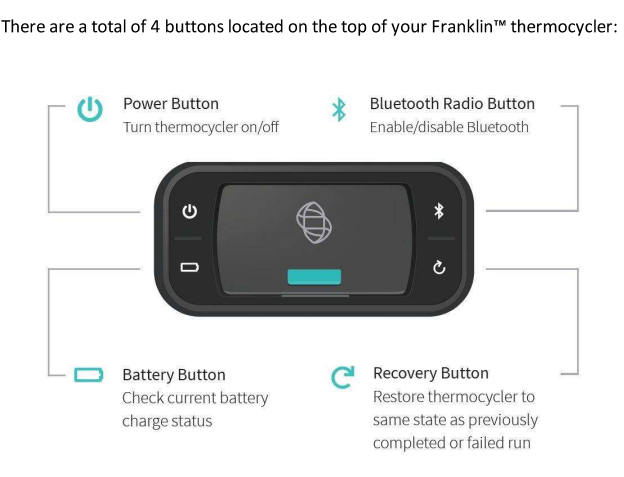 There are a total of 4 buttons located on the top of your Franklin™ thermocycler:
Power Button
Turn thermocycler on/off
Bluetooth Radio Button
Enable/disable Bluetooth
Battery Button
Check current battery
charge status
Recovery Button
Restore thermocycler to
same state as previously
completed or failed run